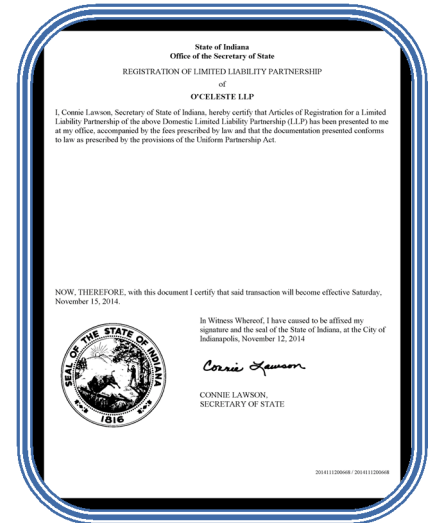 State of Indiana
Office of the Secretary of State
REGISTRATION OF LIMITED LIABILITY PARTNERSHIP
of
O'CELESTE LLP
I, Connie Lawson, Secretary of State of Indiana, hereby certify that Articles of Registration for a Limited
Liability Partnership of the above Domestic Limited Liability Partnership (LLP) has been presented to me
at my office, accompanied by the fees prescribed by law and that the documentation presented conforms
to law as prescribed by the provisions of the Uniform Partnership Act.
NOW, THEREFORE, with this document I certify that said transaction will become effective Saturday,
November 15, 2014.
In Witness Whereof, I have caused to be affixed my
signature and the seal of the State of Indiana, at the City of
Indianapolis, November 12, 2014
SEAL OF THE STATE OF INDIANA
1816
Connie Lawson
CONNIE LAWSON,
SECRETARY OF STATE
2014111200668 / 2014111200668